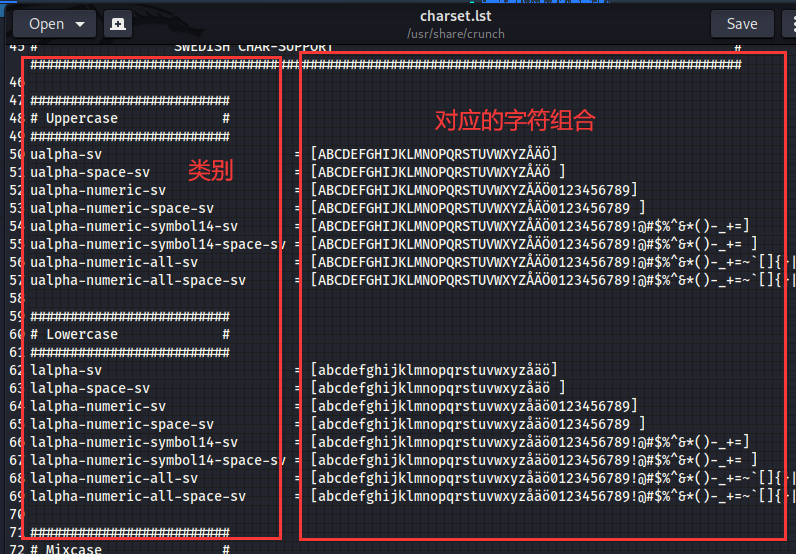 Open
charset.lst
/usr/share/crunch
Save
45 # SWEDISH CHAR-SUPPORT #
#########################################################################################
46
47 #########################
48 # Uppercase #
49 #########################
50 ualpha-sv = [ABCDEFGHIJKLMNOPQRSTUVWXYZÅÄÖ]
51 ualpha-space-sv = [ABCDEFGHIJKLMNOPQRSTUVWXYZÅÄÖ ]
52 ualpha-numeric-sv = [ABCDEFGHIJKLMNOPQRSTUVWXYZÅÄÖ0123456789]
53 ualpha-numeric-space-sv = [ABCDEFGHIJKLMNOPQRSTUVWXYZÅÄÖ0123456789 ]
54 ualpha-numeric-symbol14-sv = [ABCDEFGHIJKLMNOPQRSTUVWXYZÅÄÖ0123456789!@#$%^&*()-_+=]
55 ualpha-numeric-symbol14-space-sv = [ABCDEFGHIJKLMNOPQRSTUVWXYZÅÄÖ0123456789!@#$%^&*()-_+= ]
56 ualpha-numeric-all-sv = [ABCDEFGHIJKLMNOPQRSTUVWXYZÅÄÖ0123456789!@#$%^&*()-_+=~`[]{}|
57 ualpha-numeric-all-space-sv = [ABCDEFGHIJKLMNOPQRSTUVWXYZÅÄÖ0123456789!@#$%^&*()-_+=~`[]{}|
58
59 #########################
60 # Lowercase #
61 #########################
62 lalpha-sv = [abcdefghijklmnopqrstuvwxyzåäö]
63 lalpha-space-sv = [abcdefghijklmnopqrstuvwxyzåäö ]
64 lalpha-numeric-sv = [abcdefghijklmnopqrstuvwxyzåäö0123456789]
65 lalpha-numeric-space-sv = [abcdefghijklmnopqrstuvwxyzåäö0123456789 ]
66 lalpha-numeric-symbol14-sv = [abcdefghijklmnopqrstuvwxyzåäö0123456789!@#$%^&*()-_+=]
67 lalpha-numeric-symbol14-space-sv = [abcdefghijklmnopqrstuvwxyzåäö0123456789!@#$%^&*()-_+= ]
68 lalpha-numeric-all-sv = [abcdefghijklmnopqrstuvwxyzåäö0123456789!@#$%^&*()-_+=~`[]{}|
69 lalpha-numeric-all-space-sv = [abcdefghijklmnopqrstuvwxyzåäö0123456789!@#$%^&*()-_+=~`[]{}|
70
71 #########################
72 # Mixcase #
类别
对应的字符组合